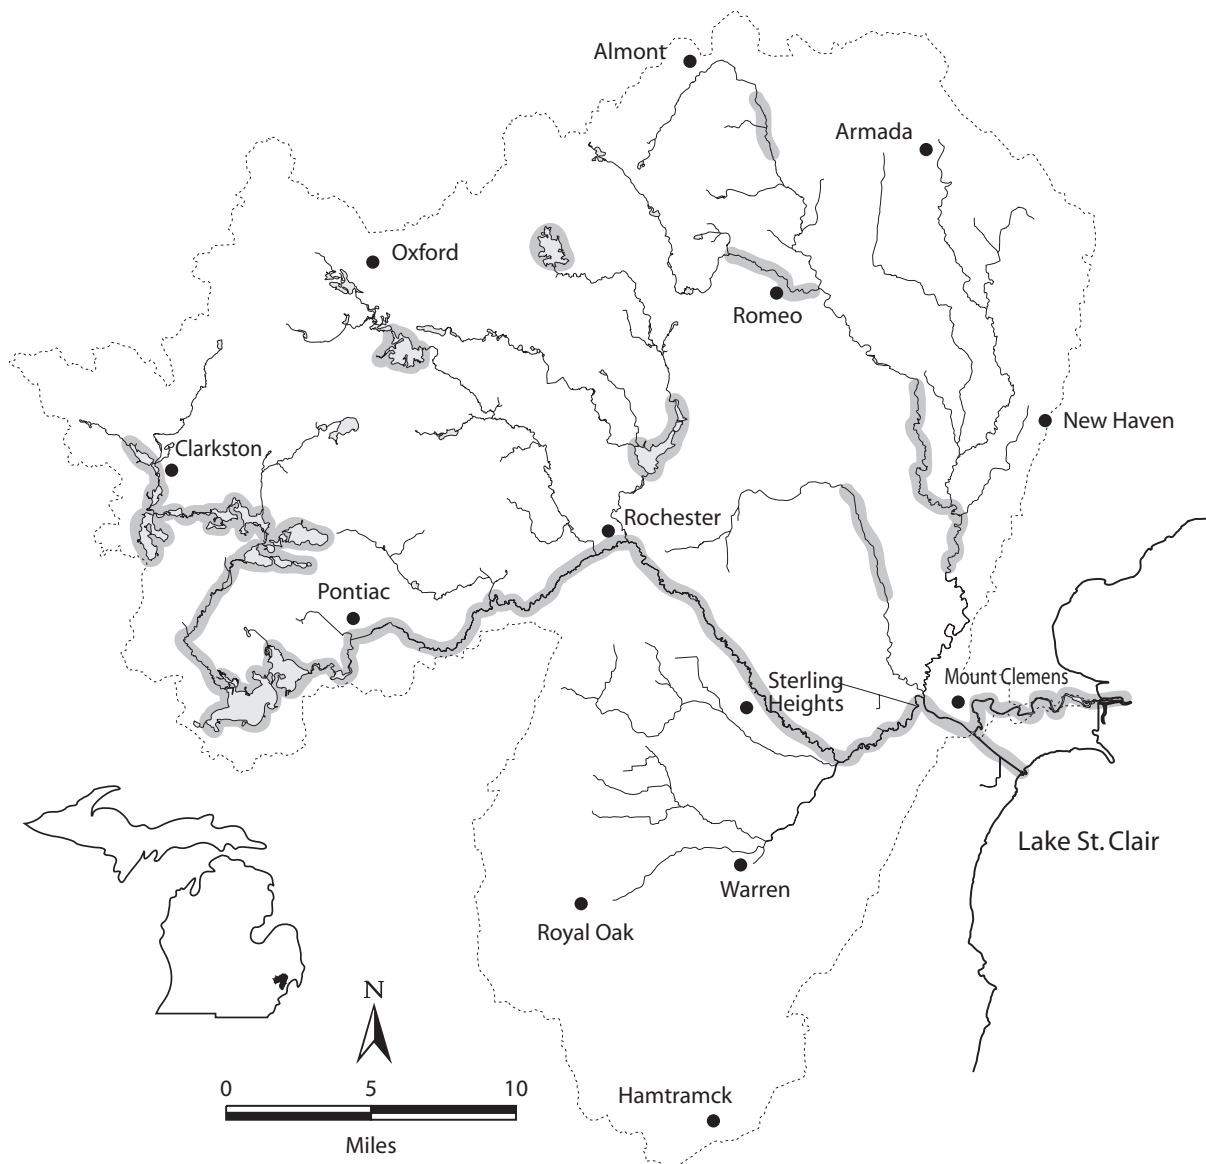 Almont
Armada
Oxford
Romeo
New Haven
Clarkston
Rochester
Pontiac
Mount Clemens
Sterling
Heights
Lake St. Clair
Warren
Royal Oak
N
0 5 10
Miles
Hamtramck